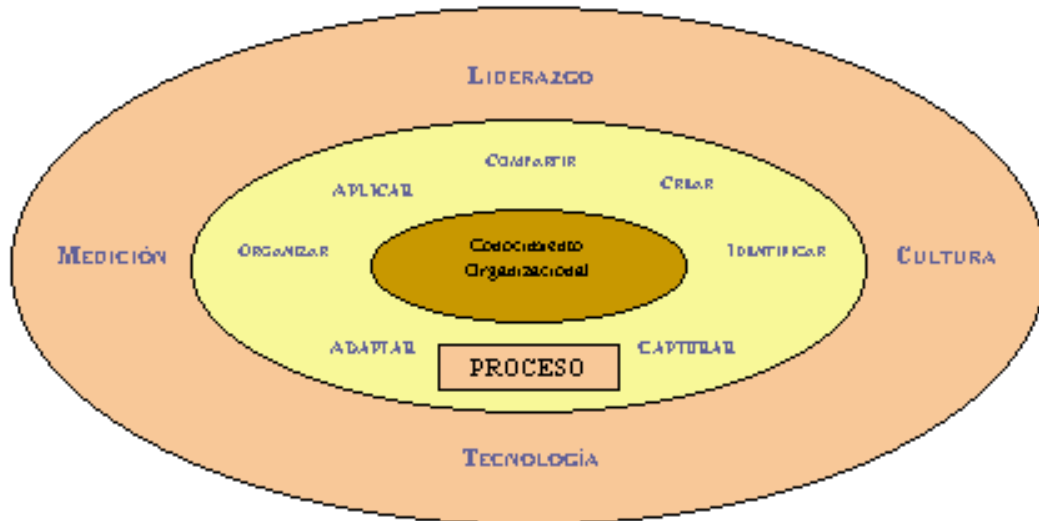 LIDERAZGO
COMPARTIR
CREAR
APLICAR
MEDICIÓN
ORGANIZAR
Conocimiento
Organizacional
IDENTIFICAR
CULTURA
ADAPTAR
PROCESO
CAPTURAR
TECNOLOGÍA